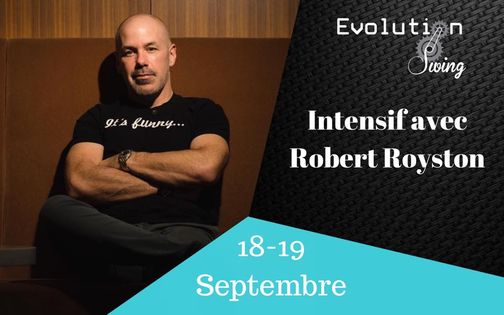 Evolution
Swing
it's funny...
Intensif avec
Robert Royston
18-19
Septembre